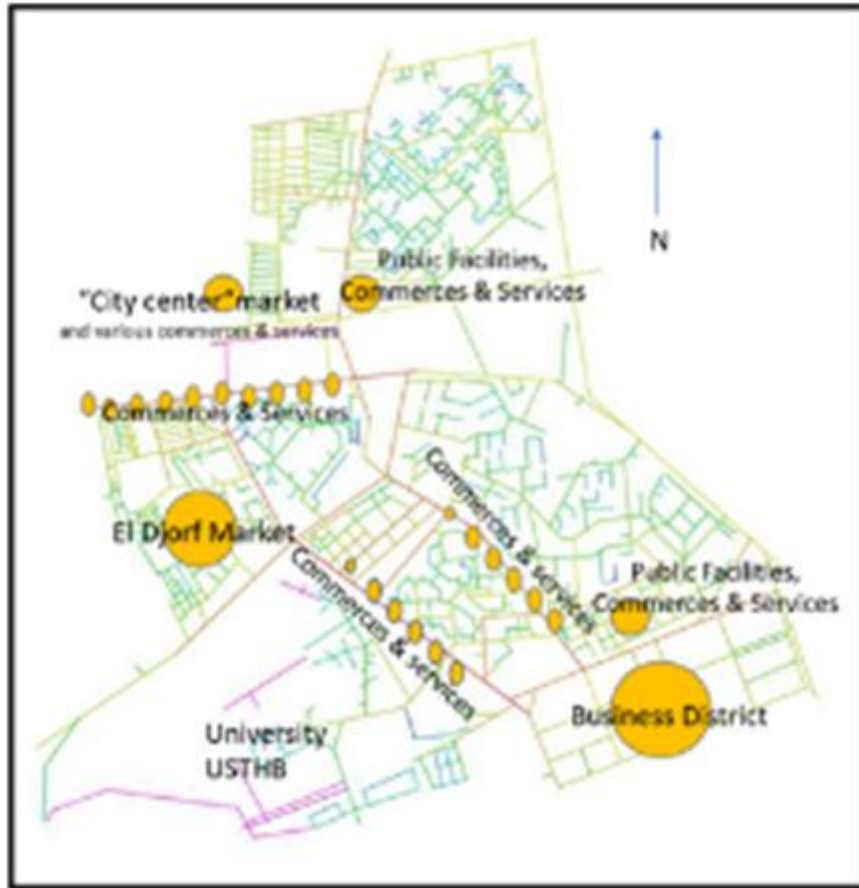 N
Public Facilities,
Commerces & Services
"City center"market
and various commerces & services
Commerces & Services
Commerces & services
El Djorf Market
Commerces & services
Public Facilities,
Commerces & Services
Business District
University
USTHB